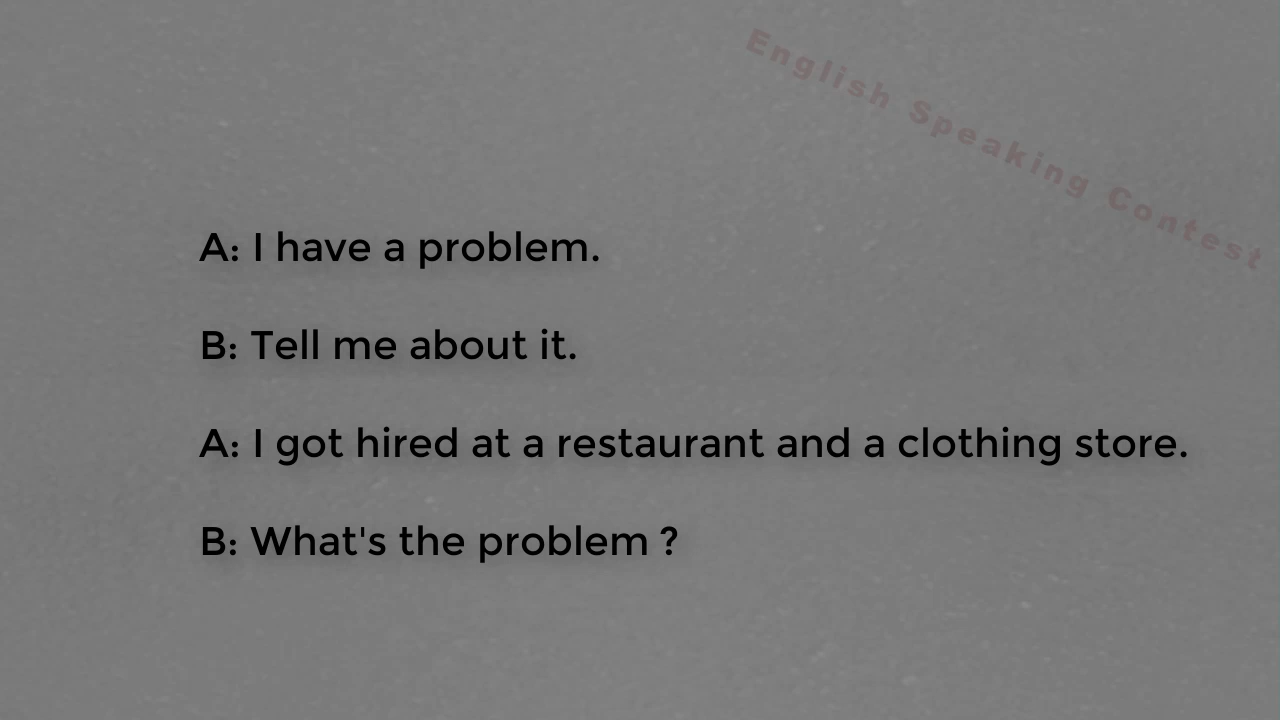 English Speaking Contest
A: I have a problem.
B: Tell me about it.
A: I got hired at a restaurant and a clothing store.
B: What's the problem ?